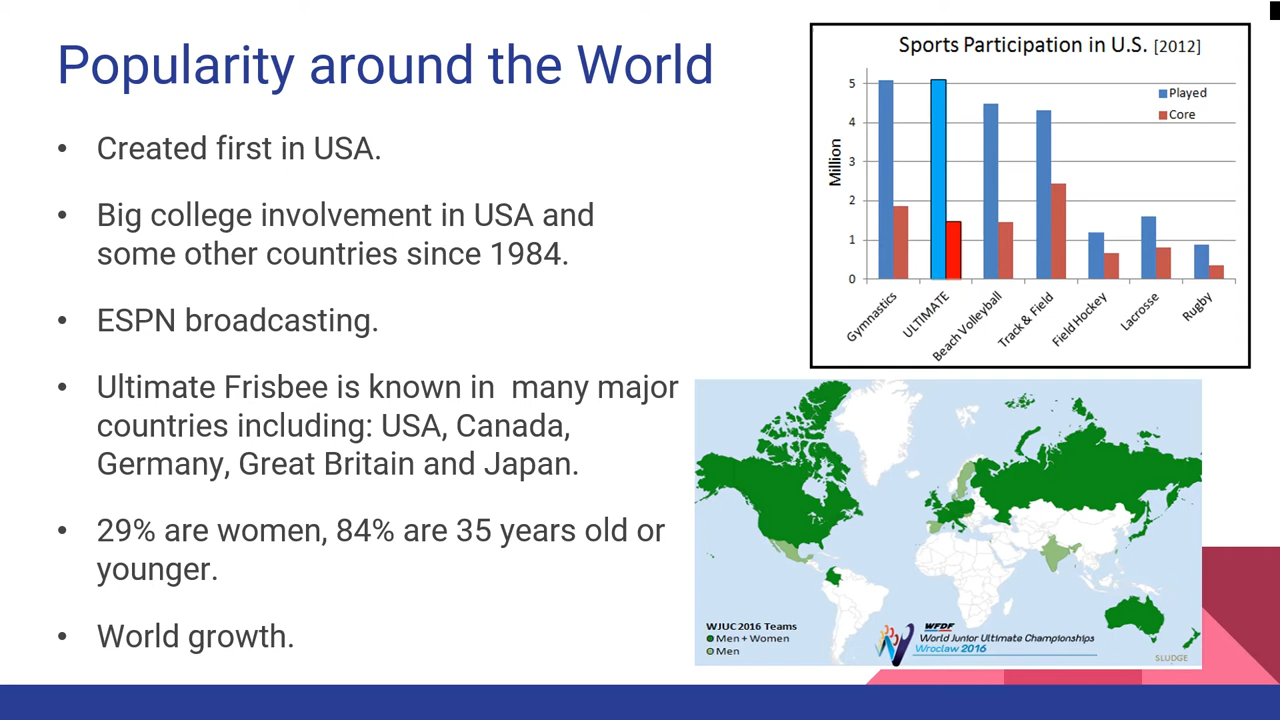 Popularity around the World
• Created first in USA.
• Big college involvement in USA and
some other countries since 1984.
• ESPN broadcasting.
• Ultimate Frisbee is known in  many major
countries including: USA, Canada,
Germany, Great Britain and Japan.
• 29% are women, 84% are 35 years old or
younger.
• World growth.
Sports Participation in U.S. [2012]
Million
5
4
3
2
1
0
Played
Core
Gymnastics
ULTIMATE
Beach Volleyball
Track & Field
Field Hockey
Lacrosse
Rugby
WJUC 2016 Teams
Men + Women
Men
WFDF
World Junior Ultimate Championships
Wroclaw 2016
SLUDGE